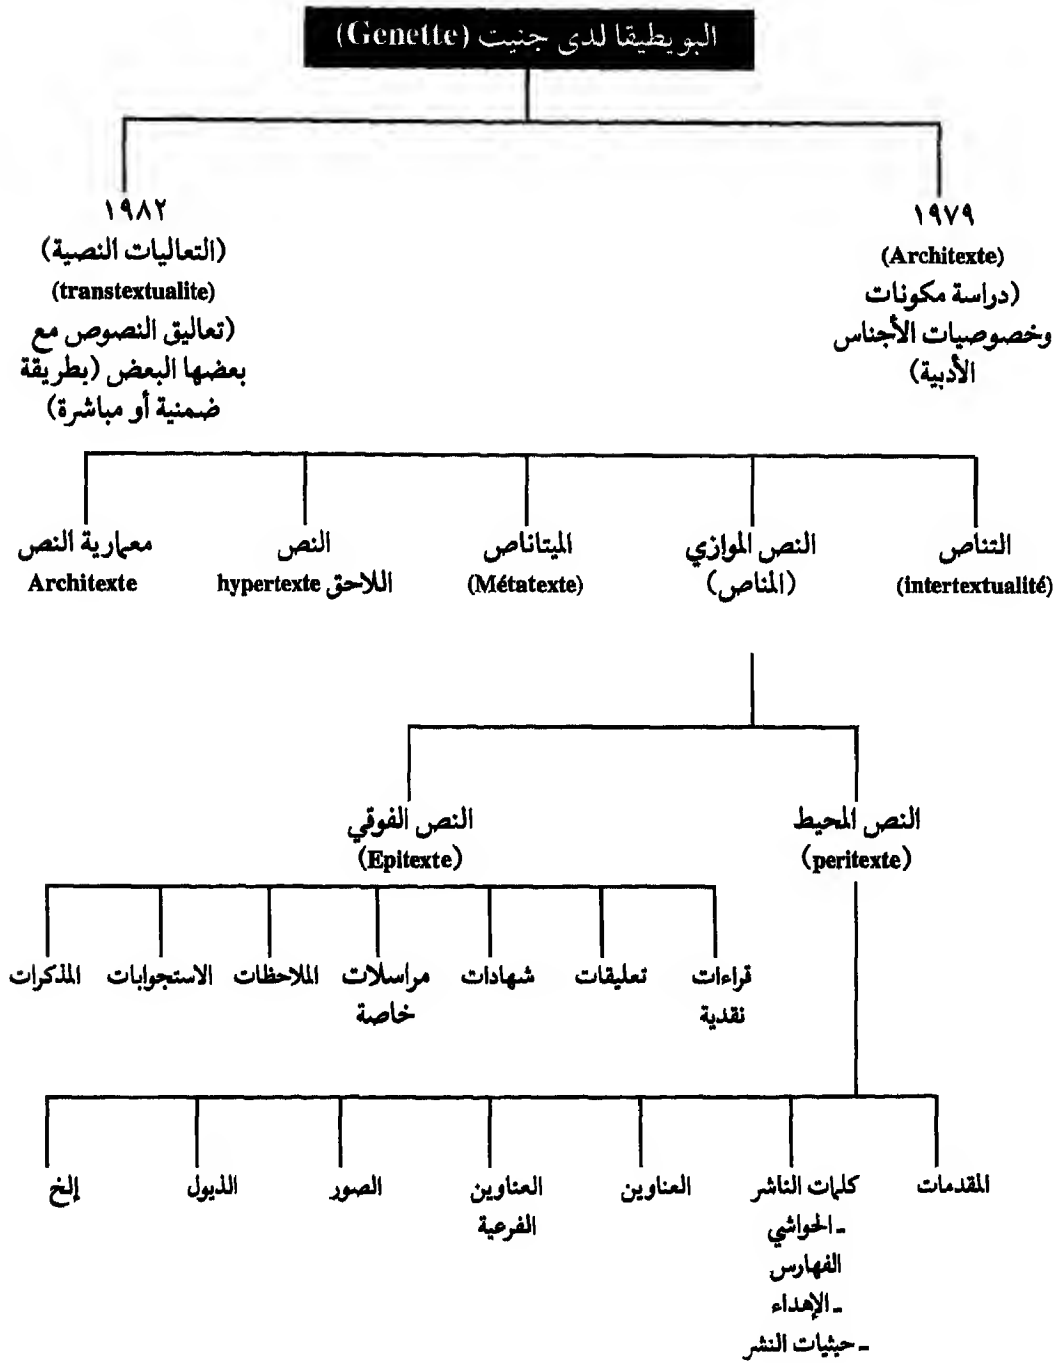 البويطيقا لدى جنيت (Genette)
١٩٧٩
(Architexte)
(دراسة مكونات
وخصوصيات الأجناس
الأدبية)
١٩٨٢
(التعاليات النصية)
(transtextualite)
(تعاليق النصوص مع
بعضها البعض (بطريقة
ضمنية أو مباشرة)
التناص
(intertextualité)
النص الموازي
(المناص)
الميتاناص
(Métatexte)
النص
اللاحق hypertexte
معمارية النص
Architexte
النص المحيط
(peritexte)
النص الفوقي
(Epitexte)
قراءات
نقدية
تعليقات
شهادات
مراسلات
خاصة
الملاحظات
الاستجوابات
المذكرات
المقدمات
كلمات الناشر
- الحواشي
الفهارس
- الإهداء
- حيثيات النشر
العناوين
العناوين
الفرعية
الصور
الذيول
إلخ